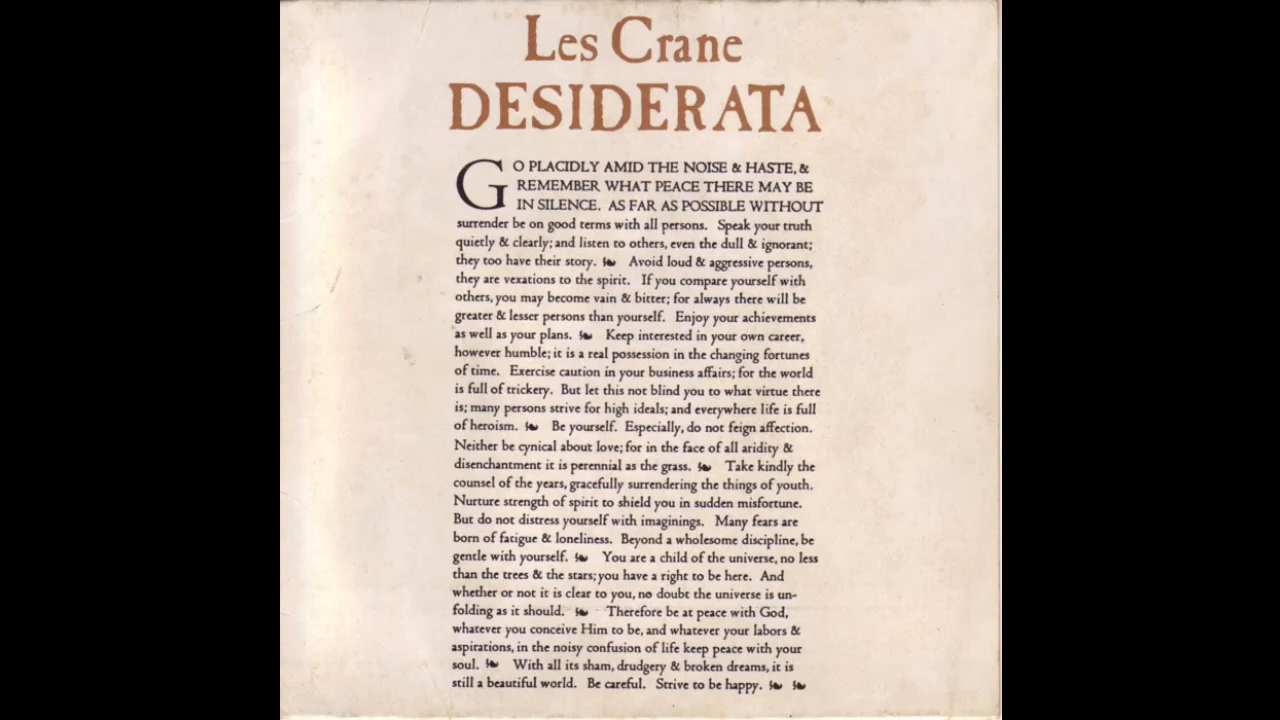 Les Crane
DESIDERATA
GO PLACIDLY AMID THE NOISE & HASTE, &
REMEMBER WHAT PEACE THERE MAY BE
IN SILENCE. AS FAR AS POSSIBLE WITHOUT
surrender be on good terms with all persons. Speak your truth
quietly & clearly; and listen to others, even the dull & ignorant;
they too have their story. ❧ Avoid loud & aggressive persons,
they are vexations to the spirit. If you compare yourself with
others, you may become vain & bitter; for always there will be
greater & lesser persons than yourself. Enjoy your achievements
as well as your plans. ❧ Keep interested in your own career,
however humble; it is a real possession in the changing fortunes
of time. Exercise caution in your business affairs; for the world
is full of trickery. But let this not blind you to what virtue there
is; many persons strive for high ideals; and everywhere life is full
of heroism. ❧ Be yourself. Especially, do not feign affection.
Neither be cynical about love; for in the face of all aridity &
disenchantment it is perennial as the grass. ❧ Take kindly the
counsel of the years, gracefully surrendering the things of youth.
Nurture strength of spirit to shield you in sudden misfortune.
But do not distress yourself with imaginings. Many fears are
born of fatigue & loneliness. Beyond a wholesome discipline, be
gentle with yourself. ❧ You are a child of the universe, no less
than the trees & the stars; you have a right to be here. And
whether or not it is clear to you, no doubt the universe is un-
folding as it should. ❧ Therefore be at peace with God,
whatever you conceive Him to be, and whatever your labors &
aspirations, in the noisy confusion of life keep peace with your
soul. ❧ With all its sham, drudgery & broken dreams, it is
still a beautiful world. Be careful. Strive to be happy. ❧ ❧